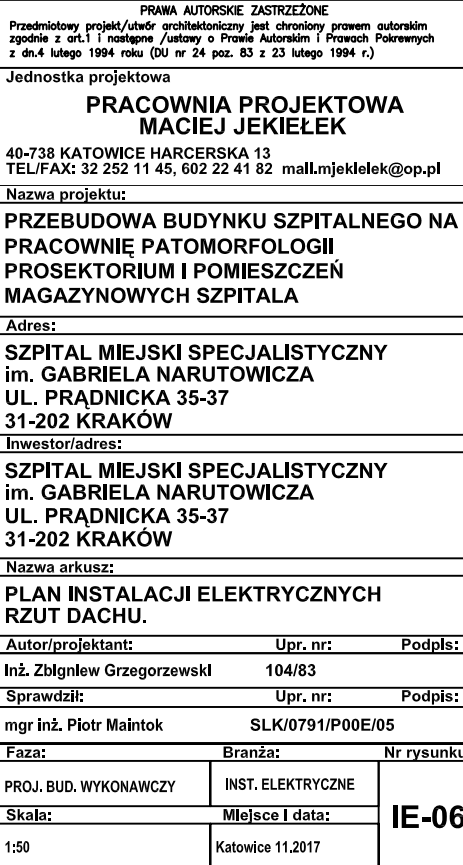 PRAWA AUTORSKIE ZASTRZEŻONE
Przedmiotowy projekt/utwór architektoniczny jest chroniony prawem autorskim
zgodnie z art.1 i następne /ustawy o Prawie Autorskim i Prawach Pokrewnych
z dn.4 lutego 1994 roku (DU nr 24 poz. 83 z 23 lutego 1994 r.)
Jednostka projektowa
PRACOWNIA PROJEKTOWA
MACIEJ JEKIEŁEK
40-738 KATOWICE HARCERSKA 13
TEL/FAX: 32 252 11 45, 602 22 41 82 mail.mjekielek@op.pl
Nazwa projektu:
PRZEBUDOWA BUDYNKU SZPITALNEGO NA
PRACOWNIĘ PATOMORFOLOGII
PROSEKTORIUM I POMIESZCZEŃ
MAGAZYNOWYCH SZPITALA
Adres:
SZPITAL MIEJSKI SPECJALISTYCZNY
im. GABRIELA NARUTOWICZA
UL. PRĄDNICKA 35-37
31-202 KRAKÓW
Inwestor/adres:
SZPITAL MIEJSKI SPECJALISTYCZNY
im. GABRIELA NARUTOWICZA
UL. PRĄDNICKA 35-37
31-202 KRAKÓW
Nazwa arkusz:
PLAN INSTALACJI ELEKTRYCZNYCH
RZUT DACHU.
Autor/projektant: Upr. nr: Podpis:
Inż. Zbigniew Grzegorzewski 104/83
Sprawdził: Upr. nr: Podpis:
mgr inż. Piotr Maintok SLK/0791/P00E/05
Faza: Branża: Nr rysunku
PROJ. BUD. WYKONAWCZY INST. ELEKTRYCZNE
IE-06
Skala: Miejsce i data:
1:50 Katowice 11.2017